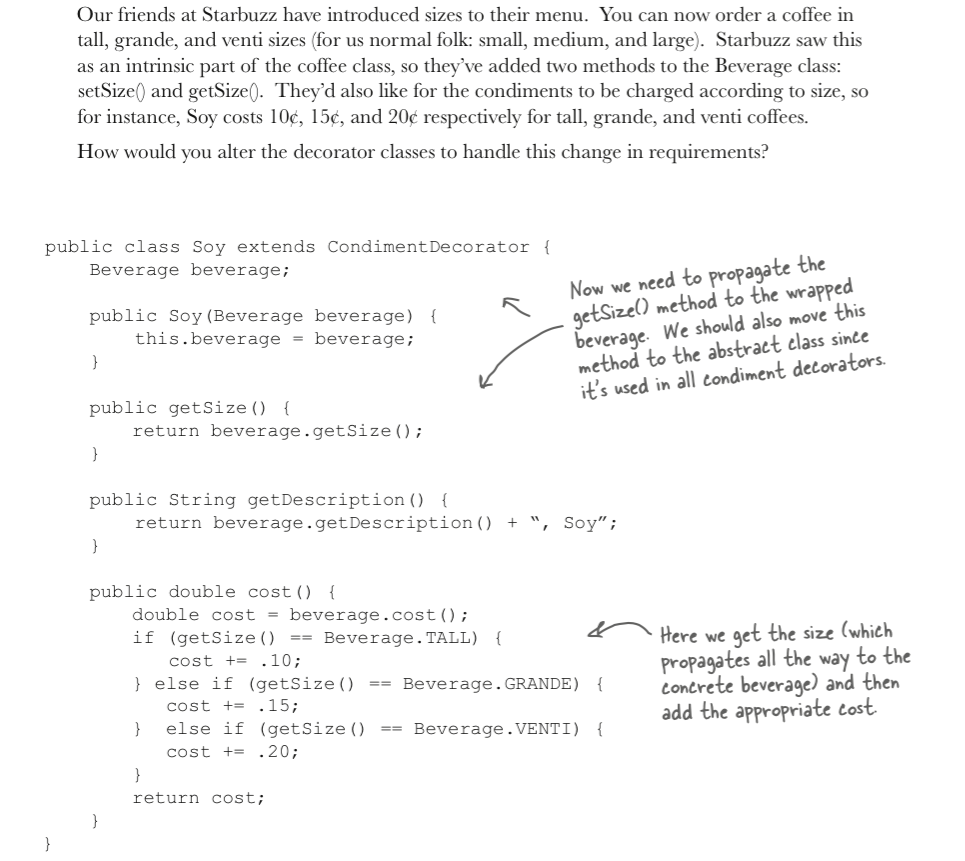 Our friends at Starbuzz have introduced sizes to their menu.  You can now order a coffee in
tall, grande, and venti sizes (for us normal folk: small, medium, and large).  Starbuzz saw this
as an intrinsic part of the coffee class, so they've added two methods to the Beverage class:
setSize() and getSize().  They'd also like for the condiments to be charged according to size, so
for instance, Soy costs 10¢, 15¢, and 20¢ respectively for tall, grande, and venti coffees.
How would you alter the decorator classes to handle this change in requirements?
public class Soy extends CondimentDecorator {
    Beverage beverage;
    public Soy(Beverage beverage) {
        this.beverage = beverage;
    }
    public getSize() {
        return beverage.getSize();
    }
    public String getDescription() {
        return beverage.getDescription() + “, Soy”;
    }
    public double cost() {
        double cost = beverage.cost();
        if (getSize() == Beverage.TALL) {
            cost += .10;
        } else if (getSize() == Beverage.GRANDE) {
            cost += .15;
        }  else if (getSize() == Beverage.VENTI) {
            cost += .20;
        }
        return cost;
    }
}
Now we need to propagate the
getSize() method to the wrapped
beverage.  We should also move this
method to the abstract class since
it's used in all condiment decorators.
Here we get the size (which
propagates all the way to the
concrete beverage) and then
add the appropriate cost.